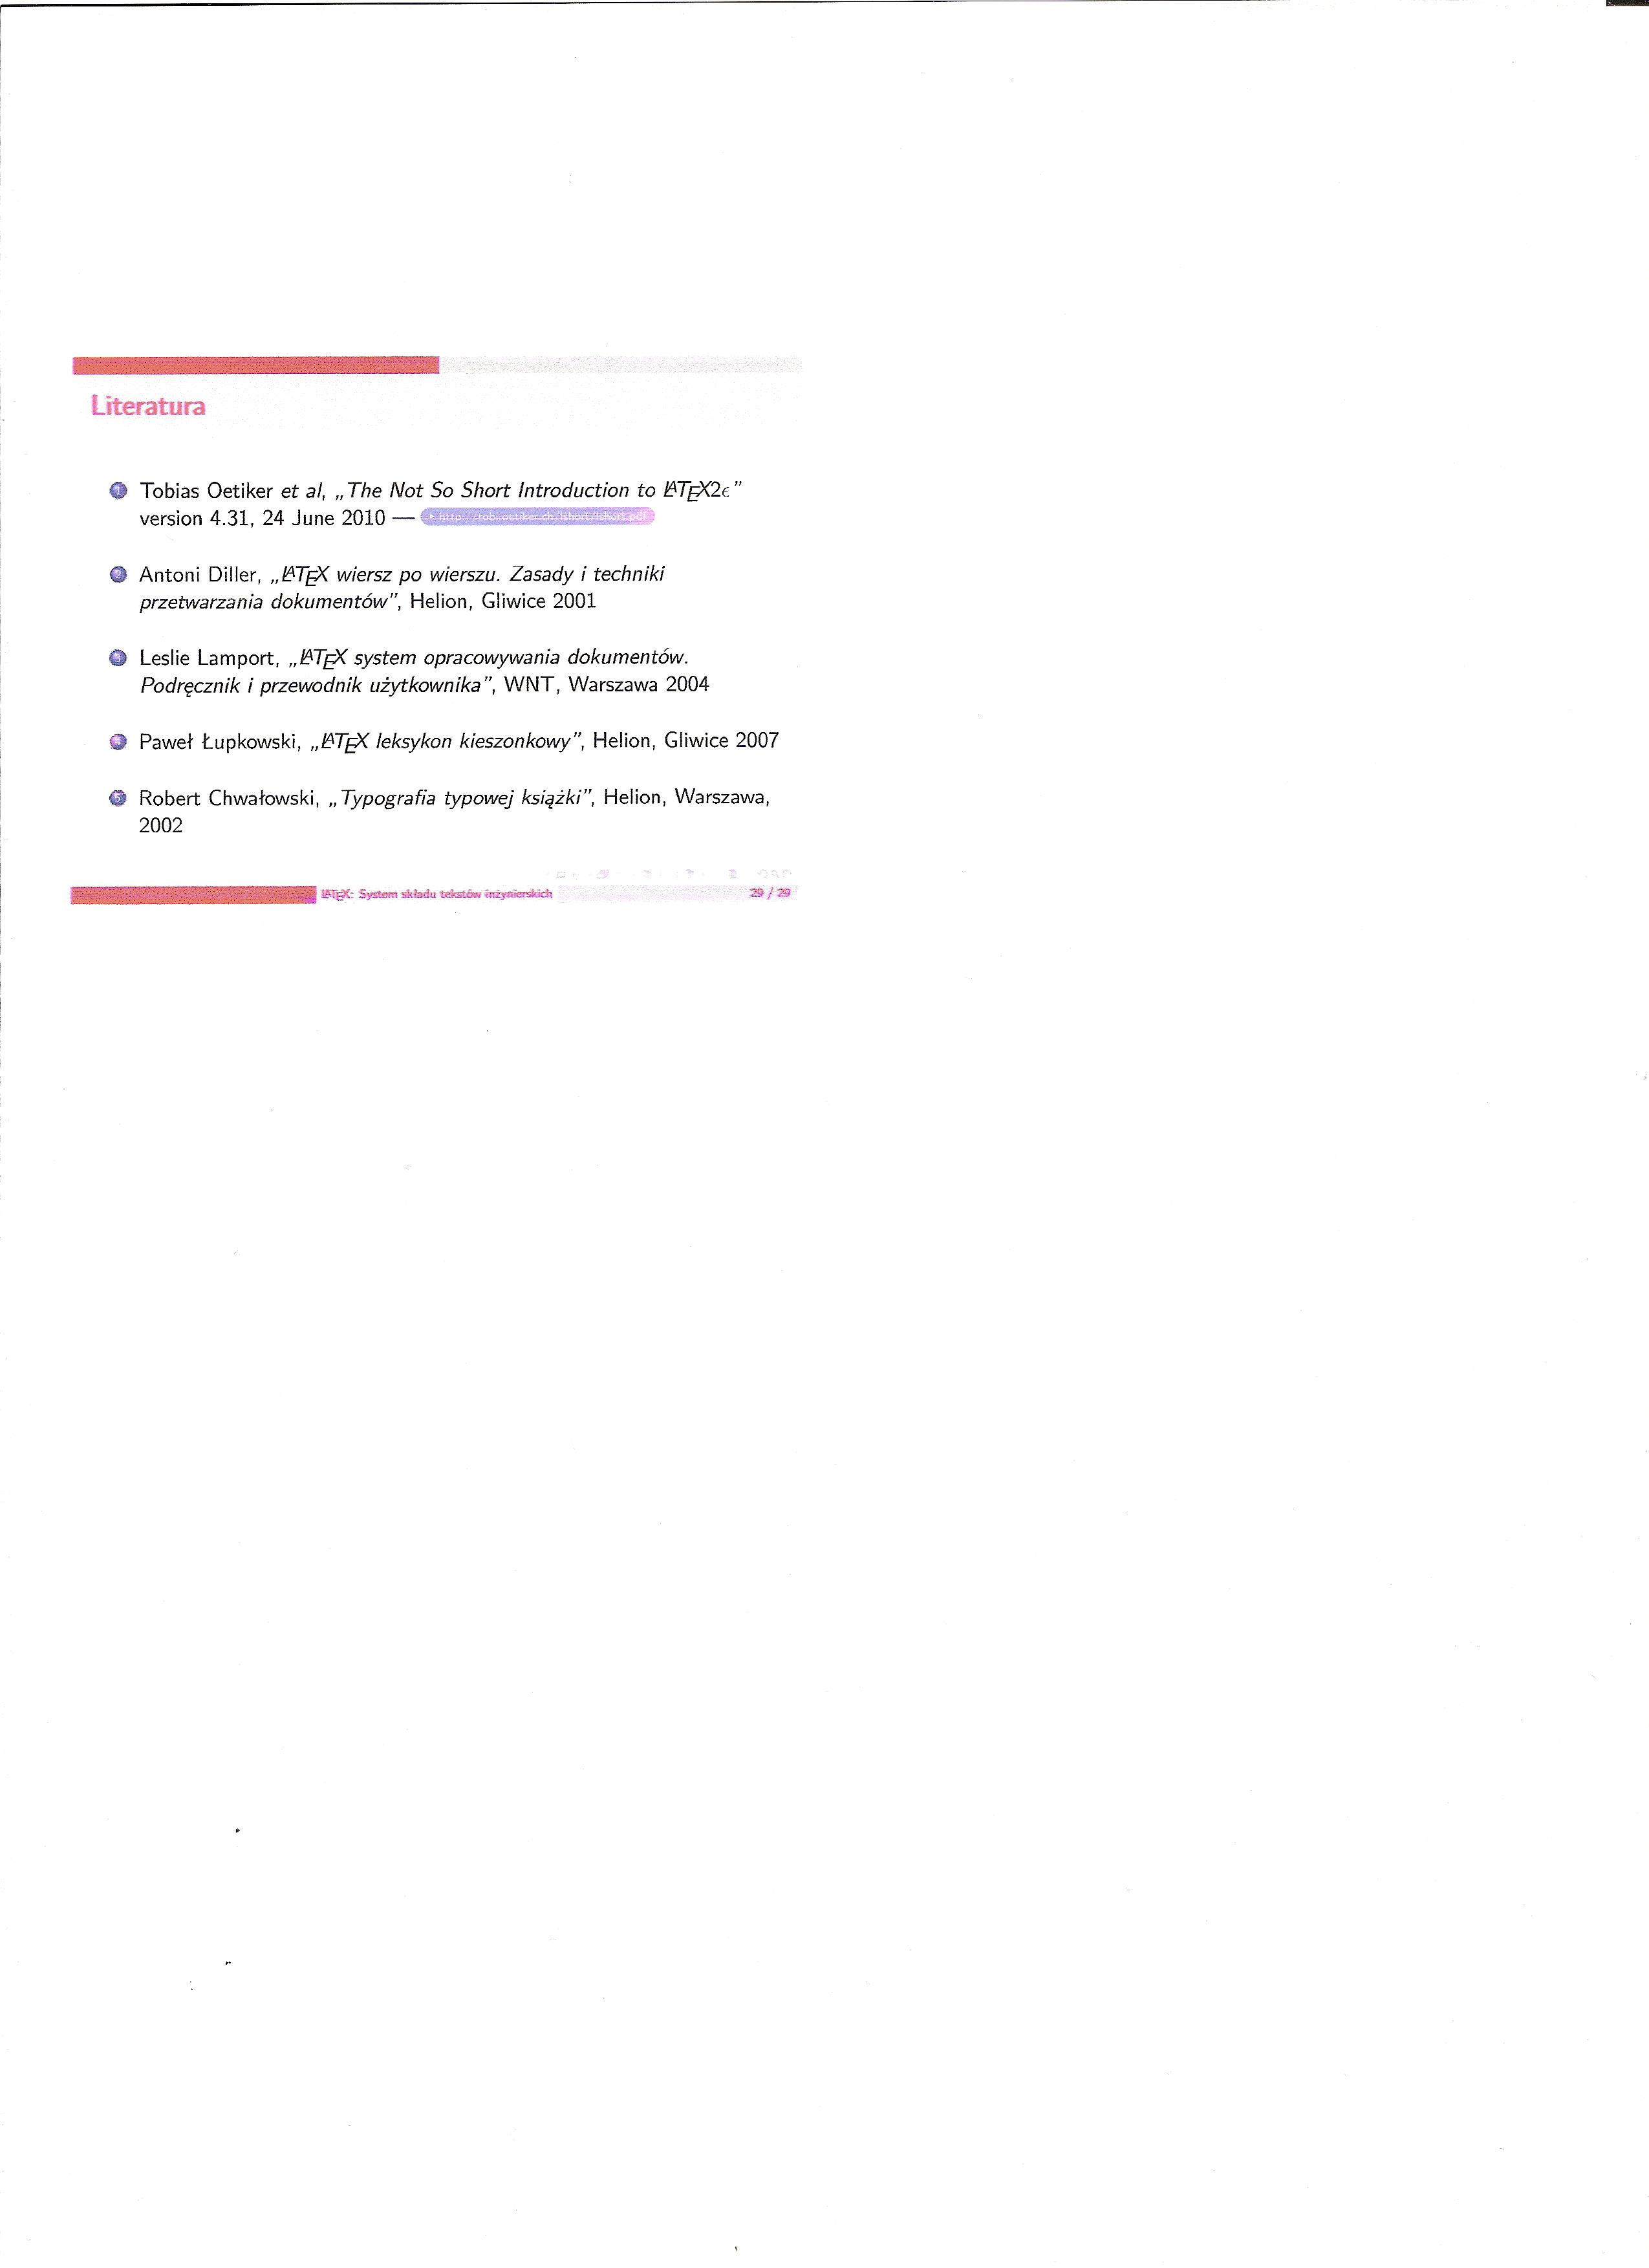 Literatura
1 Tobias Oetiker et al, „The Not So Short Introduction to LATEX2ϵ”
version 4.31, 24 June 2010 — http://tobi.oetiker.ch/lshort/lshort.pdf
2 Antoni Diller, „LATEX wiersz po wierszu. Zasady i techniki
przetwarzania dokumentów”, Helion, Gliwice 2001
3 Leslie Lamport, „LATEX system opracowywania dokumentów.
Podręcznik i przewodnik użytkownika”, WNT, Warszawa 2004
4 Paweł Łupkowski, „LATEX leksykon kieszonkowy”, Helion, Gliwice 2007
5 Robert Chwałowski, „Typografia typowej książki”, Helion, Warszawa,
2002
LATEX: System składu tekstów inżynierskich 29 / 29